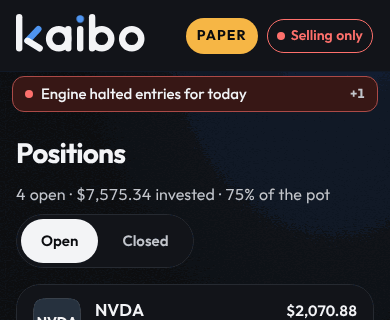 kaibo
PAPER
Selling only
Engine halted entries for today
+1
Positions
4 open · $7,575.34 invested · 75% of the pot
Open
Closed
NVDA
NVDA
$2,070.88